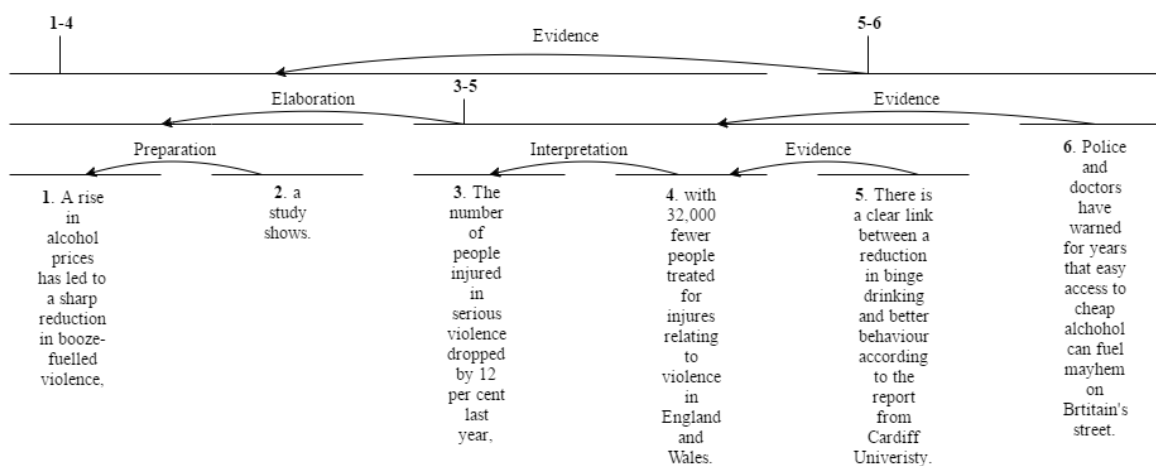 1-4
5-6
Evidence
3-5
Elaboration
Evidence
Preparation
Interpretation
Evidence
1. A rise
in
alcohol
prices
has led to
a sharp
reduction
in booze-
fuelled
violence,
2. a
study
shows.
3. The
number
of
people
injured
in
serious
violence
dropped
by 12
per cent
last
year,
4. with
32,000
fewer
people
treated
for
injures
relating
to
violence
in
England
and
Wales.
5. There is
a clear link
between a
reduction
in binge
drinking
and better
behaviour
according
to the
report
from
Cardiff
Univeristy.
6. Police
and
doctors
have
warned
for years
that easy
access to
cheap
alchohol
can fuel
mayhem
on
Brtitain's
street.